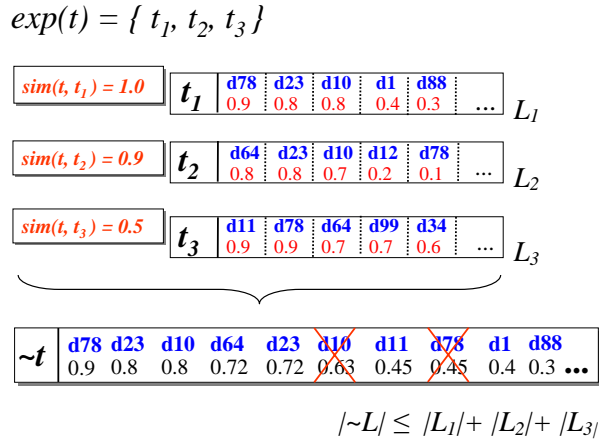 exp(t) = { t1, t2, t3 }
sim(t, t1) = 1.0 t1 d78 d23 d10 d1 d88
0.9 0.8 0.8 0.4 0.3 ... L1
sim(t, t2) = 0.9 t2 d64 d23 d10 d12 d78
0.8 0.8 0.7 0.2 0.1 ... L2
sim(t, t3) = 0.5 t3 d11 d78 d64 d99 d34
0.9 0.9 0.7 0.7 0.6 ... L3
~t d78 d23 d10 d64 d23 d10 d11 d78 d1 d88
0.9 0.8 0.8 0.72 0.72 0.63 0.45 0.45 0.4 0.3 ...
|~L| ≤ |L1|+ |L2|+ |L3|